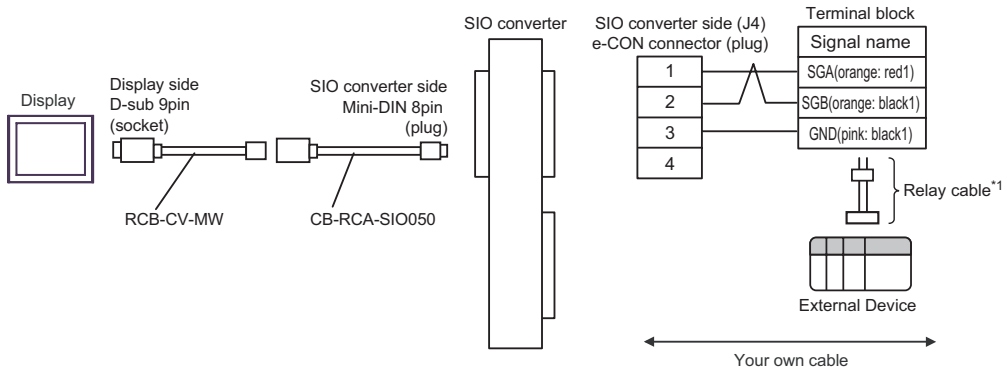 Display
Display side
D-sub 9pin
(socket)
RCB-CV-MW
SIO converter side
Mini-DIN 8pin
(plug)
CB-RCA-SIO050
SIO converter
SIO converter side (J4)
e-CON connector (plug)
1
2
3
4
Terminal block
Signal name
SGA(orange: red1)
SGB(orange: black1)
GND(pink: black1)
Relay cable*1
External Device
Your own cable